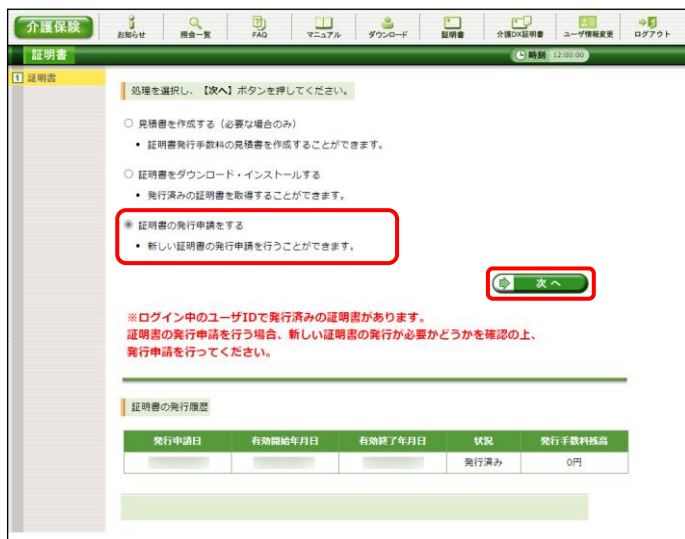 介護保険
お知らせ 照会一覧 FAQ マニュアル ダウンロード 証明書 介護DX証明書 ユーザ情報変更 ログアウト
証明書
時刻 12:00:00
1 証明書
処理を選択し、【次へ】ボタンを押してください。
見積書を作成する（必要な場合のみ）
• 証明書発行手数料の見積書を作成することができます。
証明書をダウンロード・インストールする
• 発行済みの証明書を取得することができます。
証明書の発行申請をする
• 新しい証明書の発行申請を行うことができます。
次へ
※ログイン中のユーザIDで発行済みの証明書があります。
証明書の発行申請を行う場合、新しい証明書の発行が必要かどうかを確認の上、
発行申請を行ってください。
証明書の発行履歴
発行申請日 有効開始年月日 有効終了年月日 状況 発行手数料残高
発行済み 0円